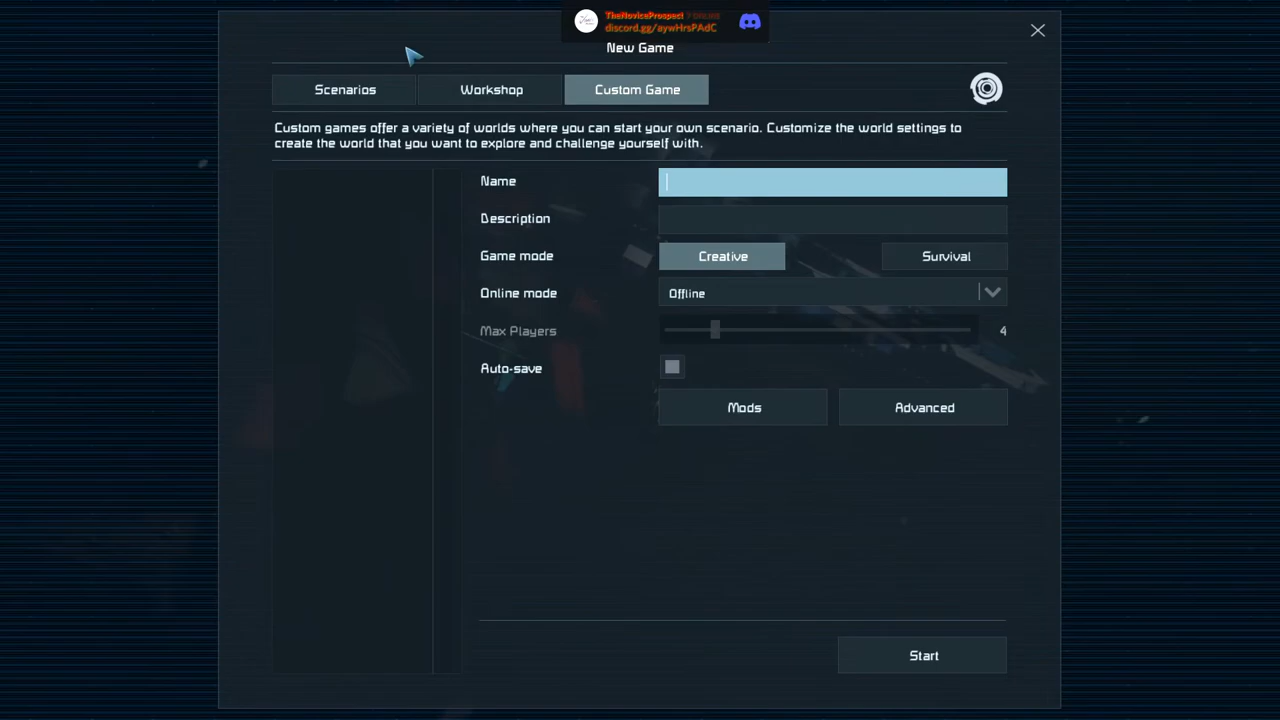 TheNoviceProspect
discord.gg/aywHrsPAdC
New Game
Scenarios
Workshop
Custom Game
Custom games offer a variety of worlds where you can start your own scenario. Customize the world settings to
create the world that you want to explore and challenge yourself with.
Name
Description
Game mode
Creative
Survival
Online mode
Offline
Max Players
4
Auto-save
Mods
Advanced
Start